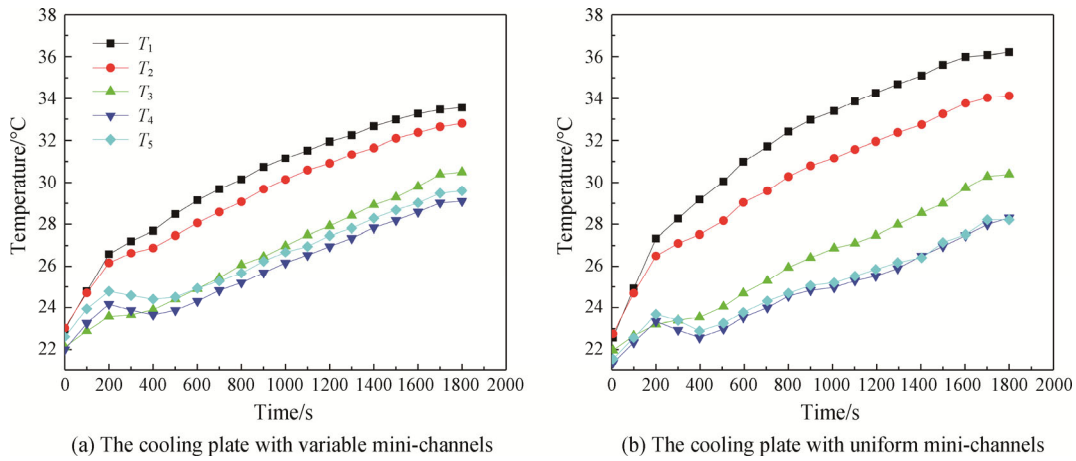 38
36
34
32
30
28
26
24
22
Temperature/°C
T1
T2
T3
T4
T5
0 200 400 600 800 1000 1200 1400 1600 1800 2000
Time/s
(a) The cooling plate with variable mini-channels
38
36
34
32
30
28
26
24
22
Temperature/°C
0 200 400 600 800 1000 1200 1400 1600 1800 2000
Time/s
(b) The cooling plate with uniform mini-channels